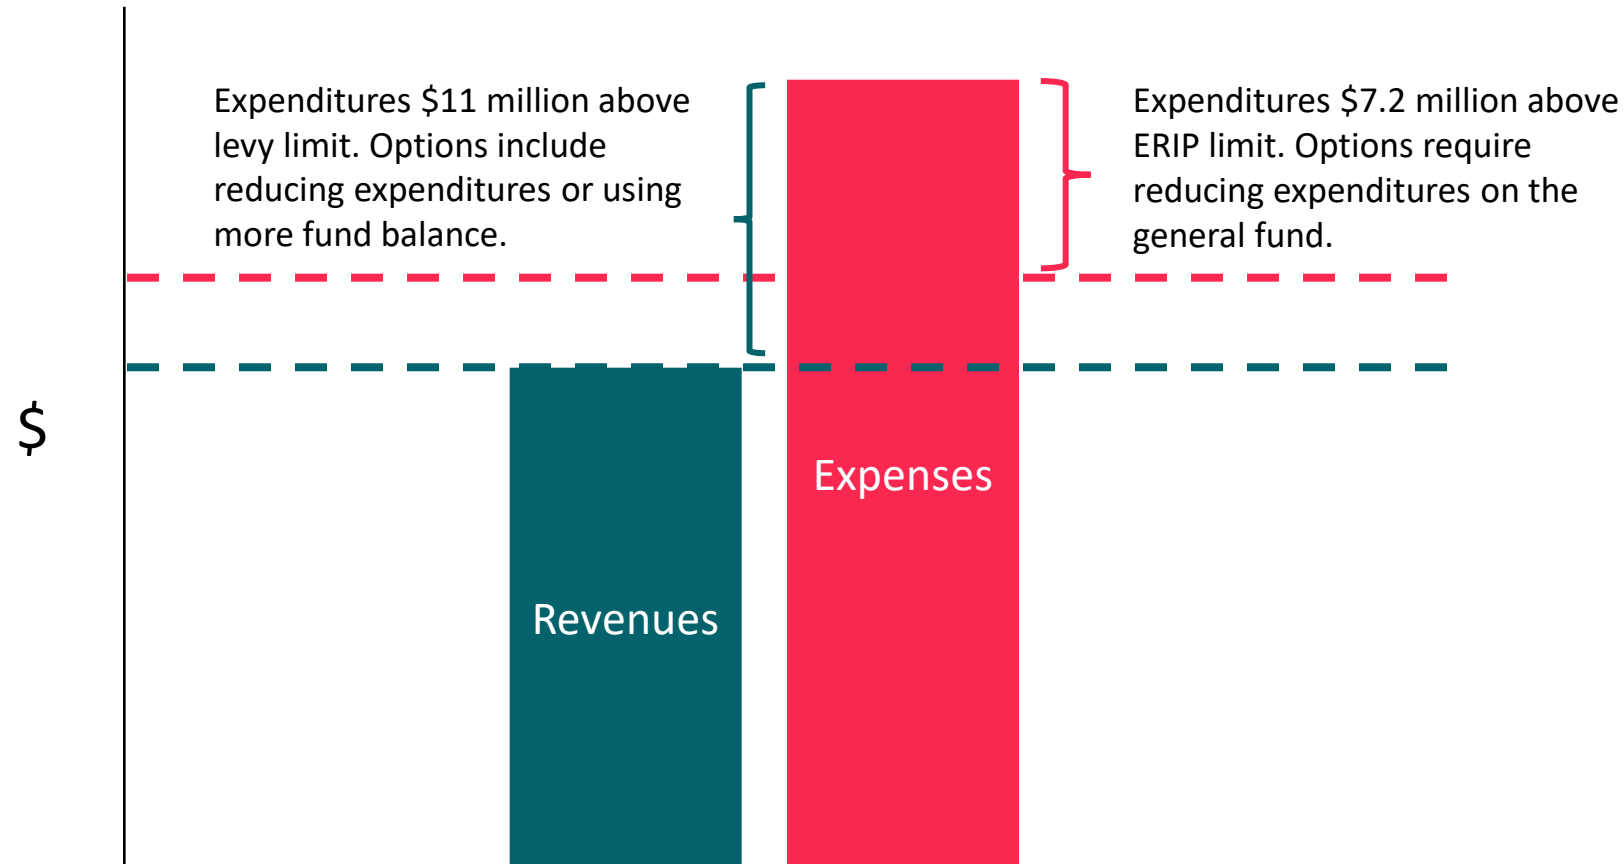 Expenditures $11 million above
levy limit. Options include
reducing expenditures or using
more fund balance.
Expenditures $7.2 million above
ERIP limit. Options require
reducing expenditures on the
general fund.
$
Expenses
Revenues